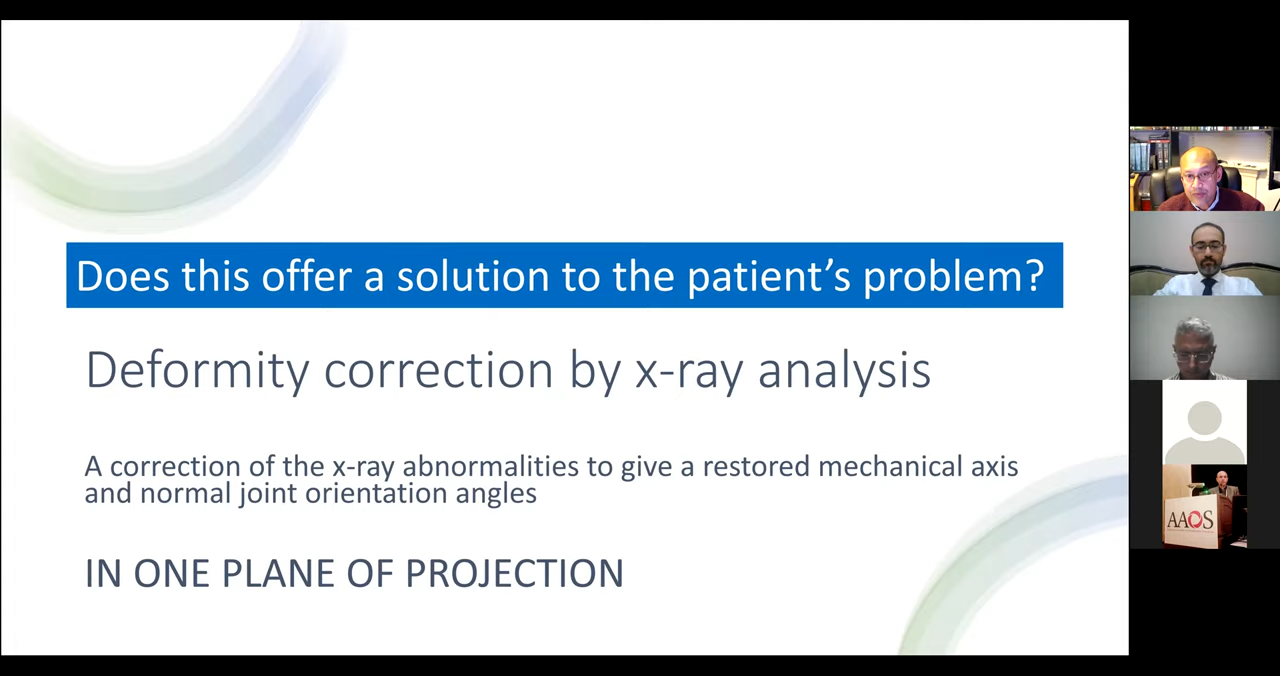 Does this offer a solution to the patient's problem?
Deformity correction by x-ray analysis
A correction of the x-ray abnormalities to give a restored mechanical axis
and normal joint orientation angles
IN ONE PLANE OF PROJECTION
AAOS